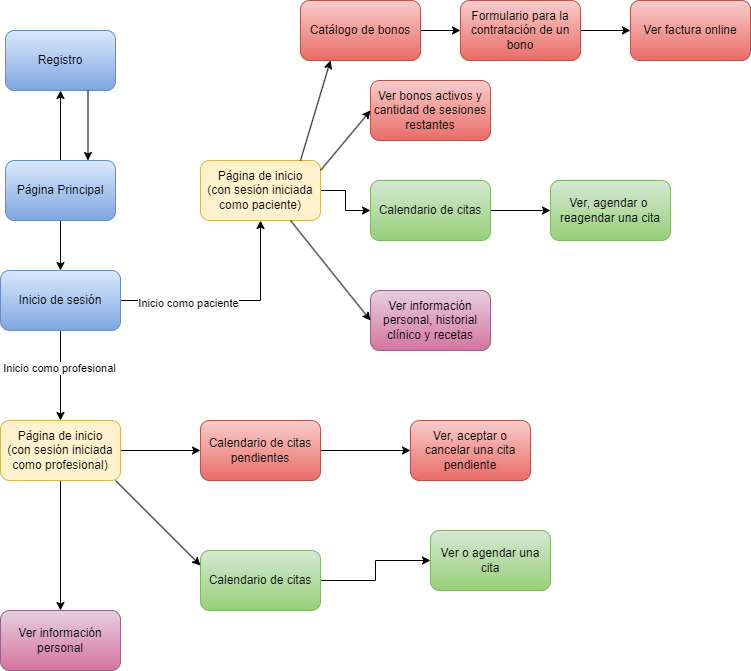 Catálogo de bonos
Formulario para la
contratación de un
bono
Ver factura online
Registro
Ver bonos activos y
cantidad de sesiones
restantes
Página Principal
Página de inicio
(con sesión iniciada
como paciente)
Calendario de citas
Ver, agendar o
reagendar una cita
Inicio de sesión
Inicio como paciente
Ver información
personal, historial
clínico y recetas
Inicio como profesional
Página de inicio
(con sesión iniciada
como profesional)
Calendario de citas
pendientes
Ver, aceptar o
cancelar una cita
pendiente
Calendario de citas
Ver o agendar una
cita
Ver información
personal